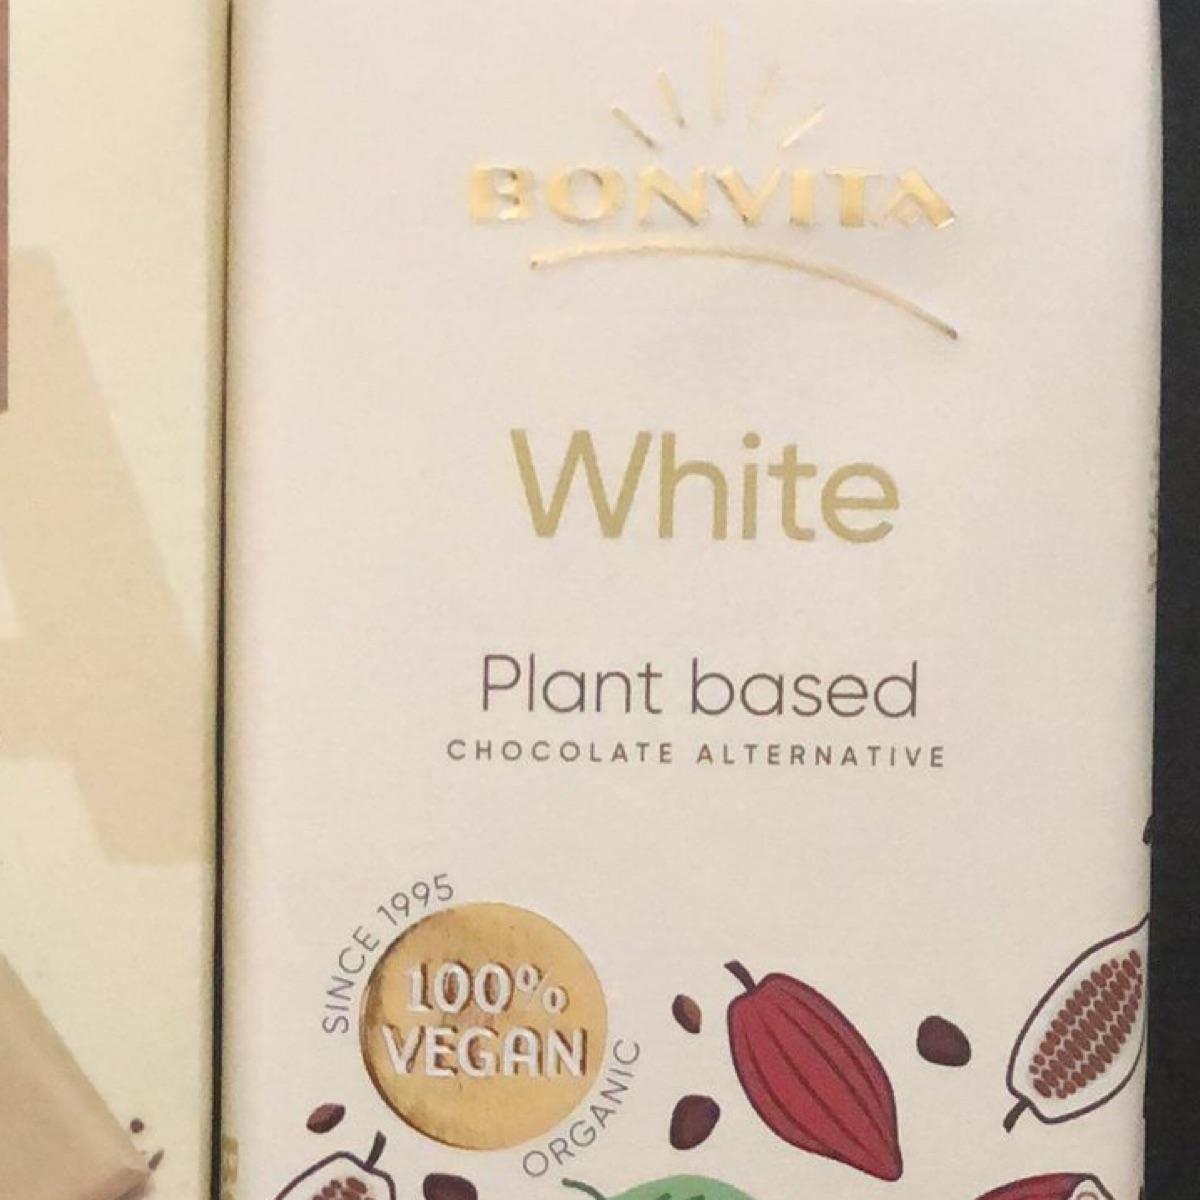 BONVITA
White
Plant based
CHOCOLATE ALTERNATIVE
SINCE 1995
100%
VEGAN
ORGANIC